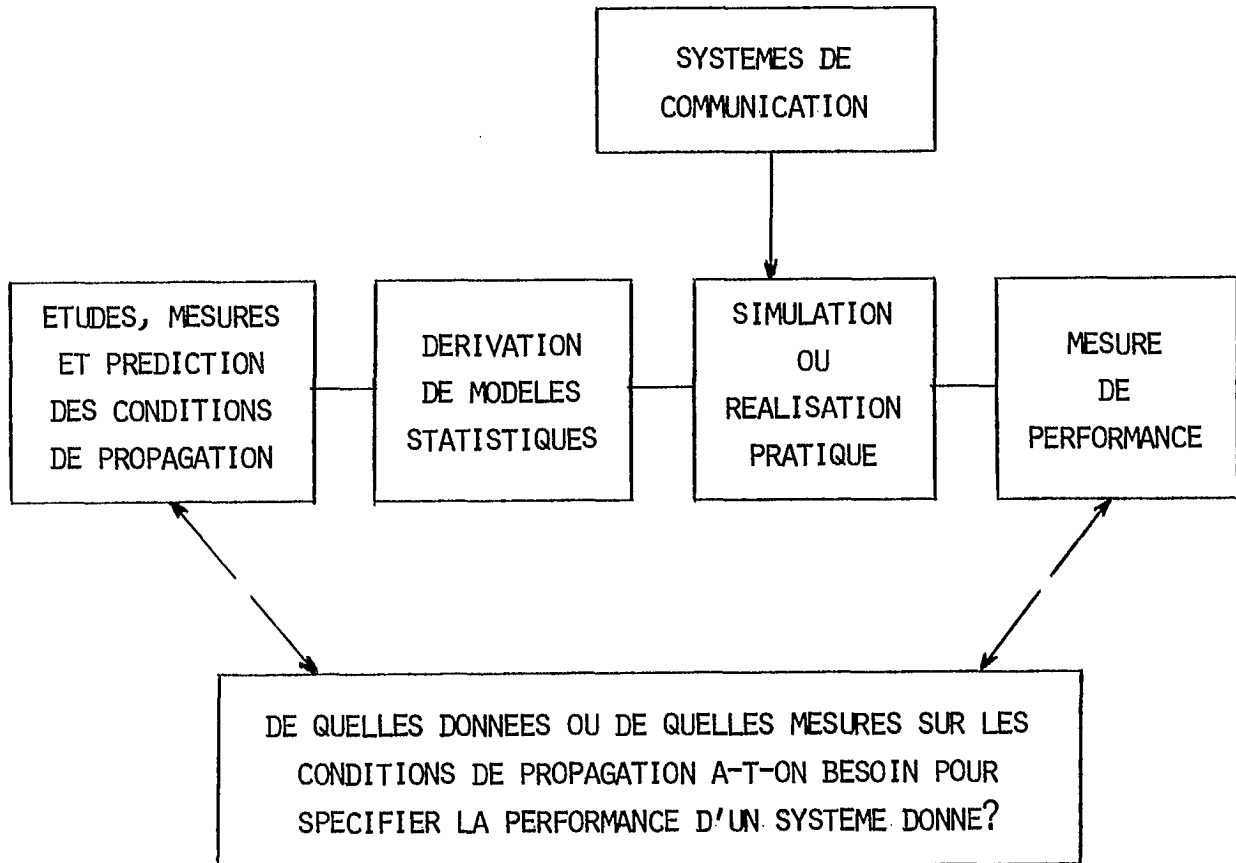 SYSTEMES DE
COMMUNICATION
ETUDES, MESURES
ET PREDICTION
DES CONDITIONS
DE PROPAGATION
DERIVATION
DE MODELES
STATISTIQUES
SIMULATION
OU
REALISATION
PRATIQUE
MESURE
DE
PERFORMANCE
DE QUELLES DONNEES OU DE QUELLES MESURES SUR LES
CONDITIONS DE PROPAGATION A-T-ON BESOIN POUR
SPECIFIER LA PERFORMANCE D'UN SYSTEME DONNE?